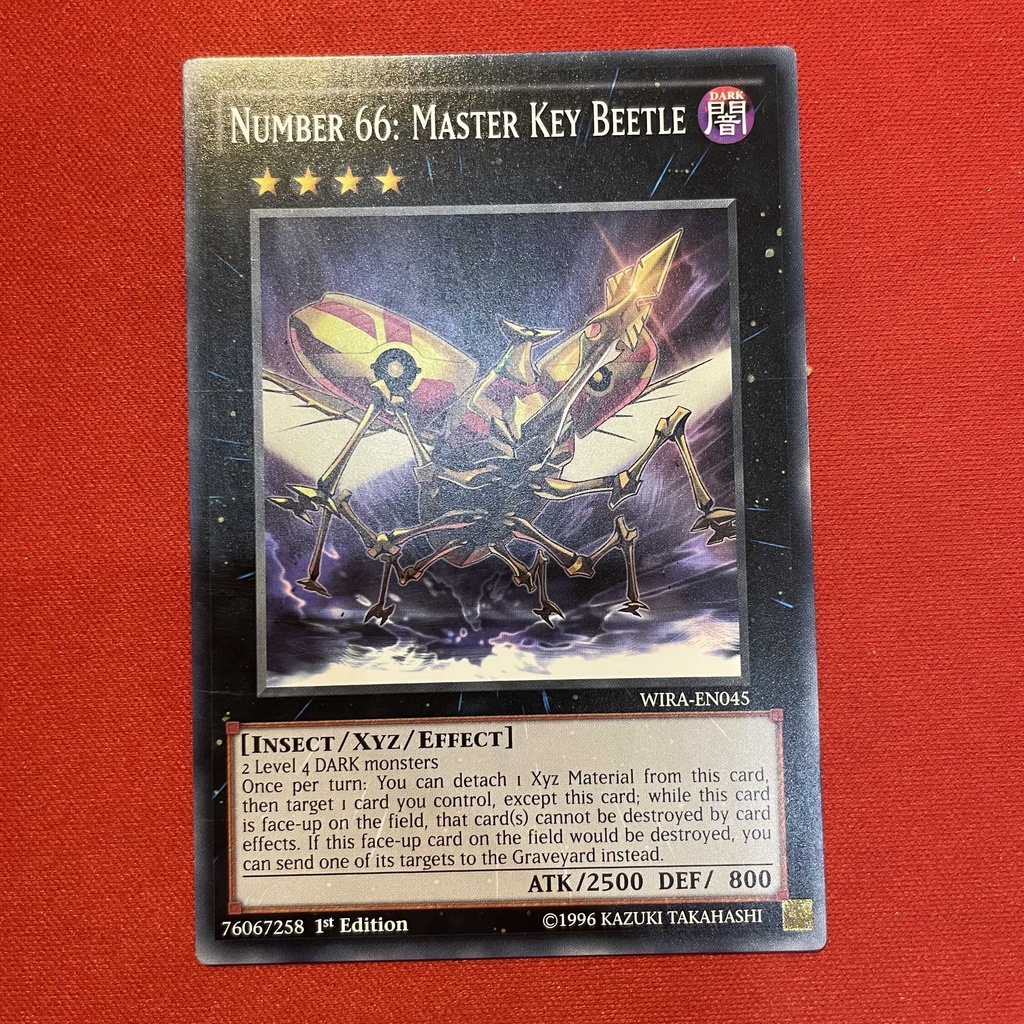 NUMBER 66: MASTER KEY BEETLE
DARK
闇
WIRA-EN045
[INSECT/XYZ/EFFECT]
2 Level 4 DARK monsters
Once per turn: You can detach 1 Xyz Material from this card,
then target 1 card you control, except this card; while this card
is face-up on the field, that card(s) cannot be destroyed by card
effects. If this face-up card on the field would be destroyed, you
can send one of its targets to the Graveyard instead.
ATK/2500 DEF/ 800
76067258 1st Edition ©1996 KAZUKI TAKAHASHI